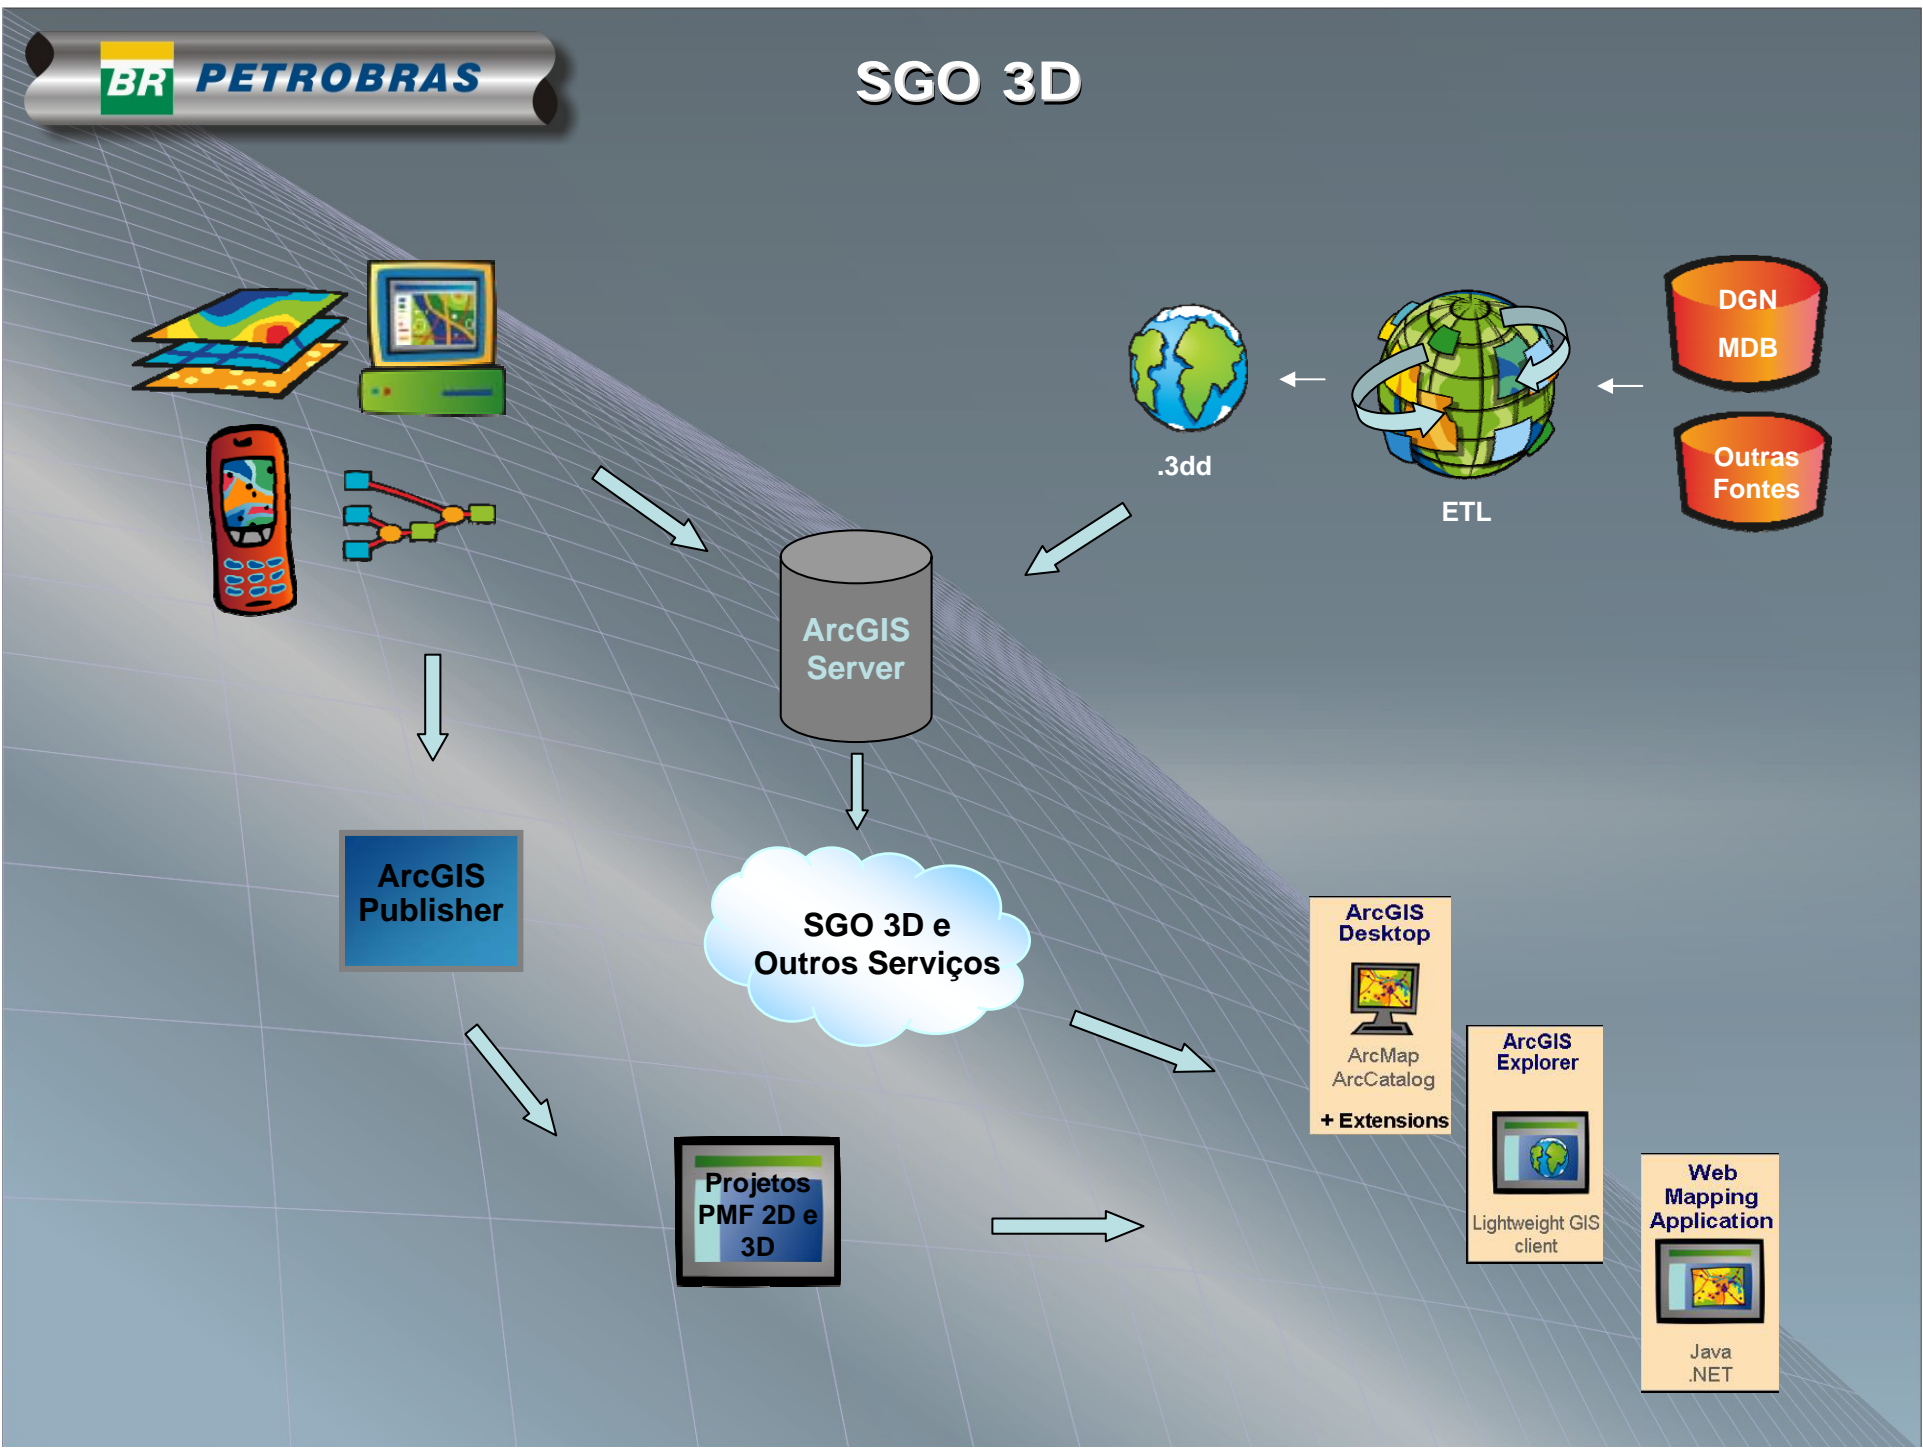 BR PETROBRAS
SGO 3D
DGN
MDB
Outras
Fontes
.3dd
ETL
ArcGIS
Server
ArcGIS
Publisher
SGO 3D e
Outros Serviços
ArcGIS
Desktop
ArcMap
ArcCatalog
+ Extensions
ArcGIS
Explorer
Lightweight GIS
client
Projetos
PMF 2D e
3D
Web
Mapping
Application
Java
.NET